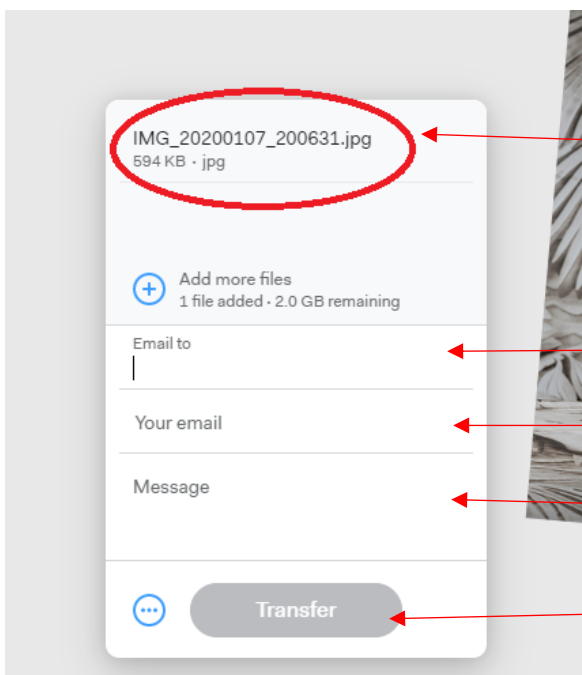 IMG_20200107_200631.jpg
594 KB · jpg
Add more files
1 file added · 2.0 GB remaining
Email to
Your email
Message
Transfer